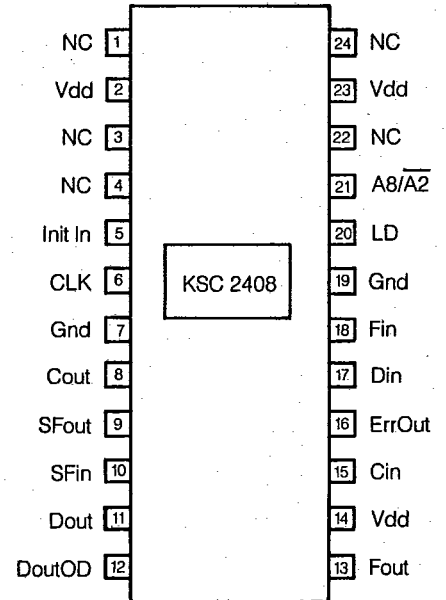 NC 1
24 NC
Vdd 2
23 Vdd
NC 3
22 NC
NC 4
21 A8/A̅2̅
Init In 5
20 LD
CLK 6
KSC 2408
19 Gnd
Gnd 7
18 Fin
Cout 8
17 Din
SFout 9
16 ErrOut
SFin 10
15 Cin
Dout 11
14 Vdd
DoutOD 12
13 Fout